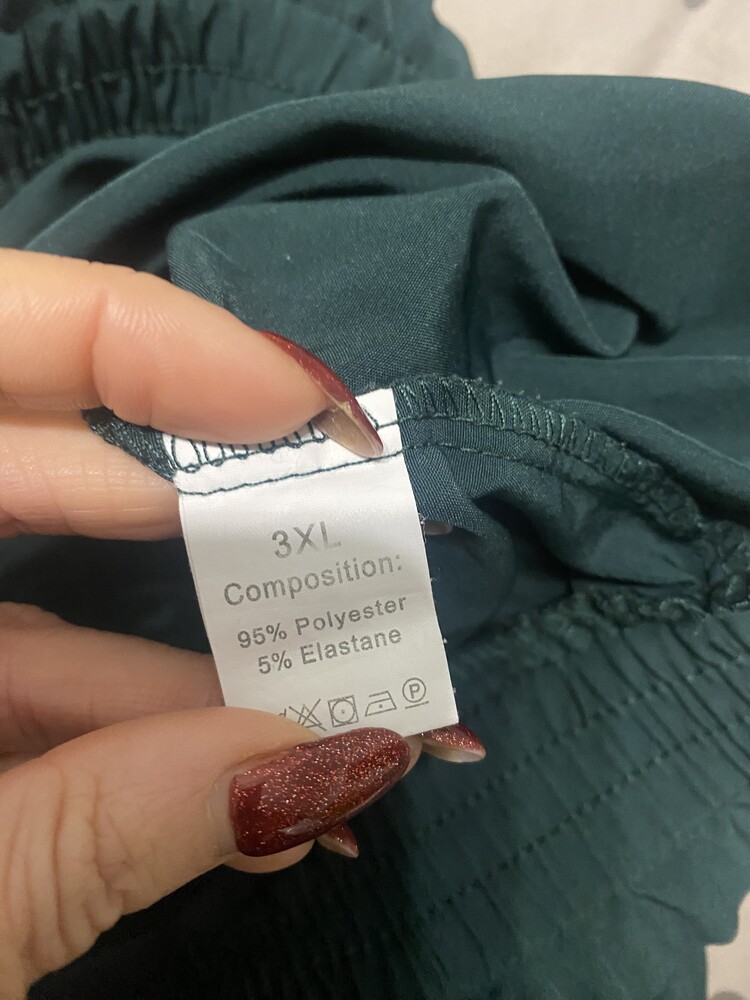 3XL
Composition:
95% Polyester
5% Elastane
P